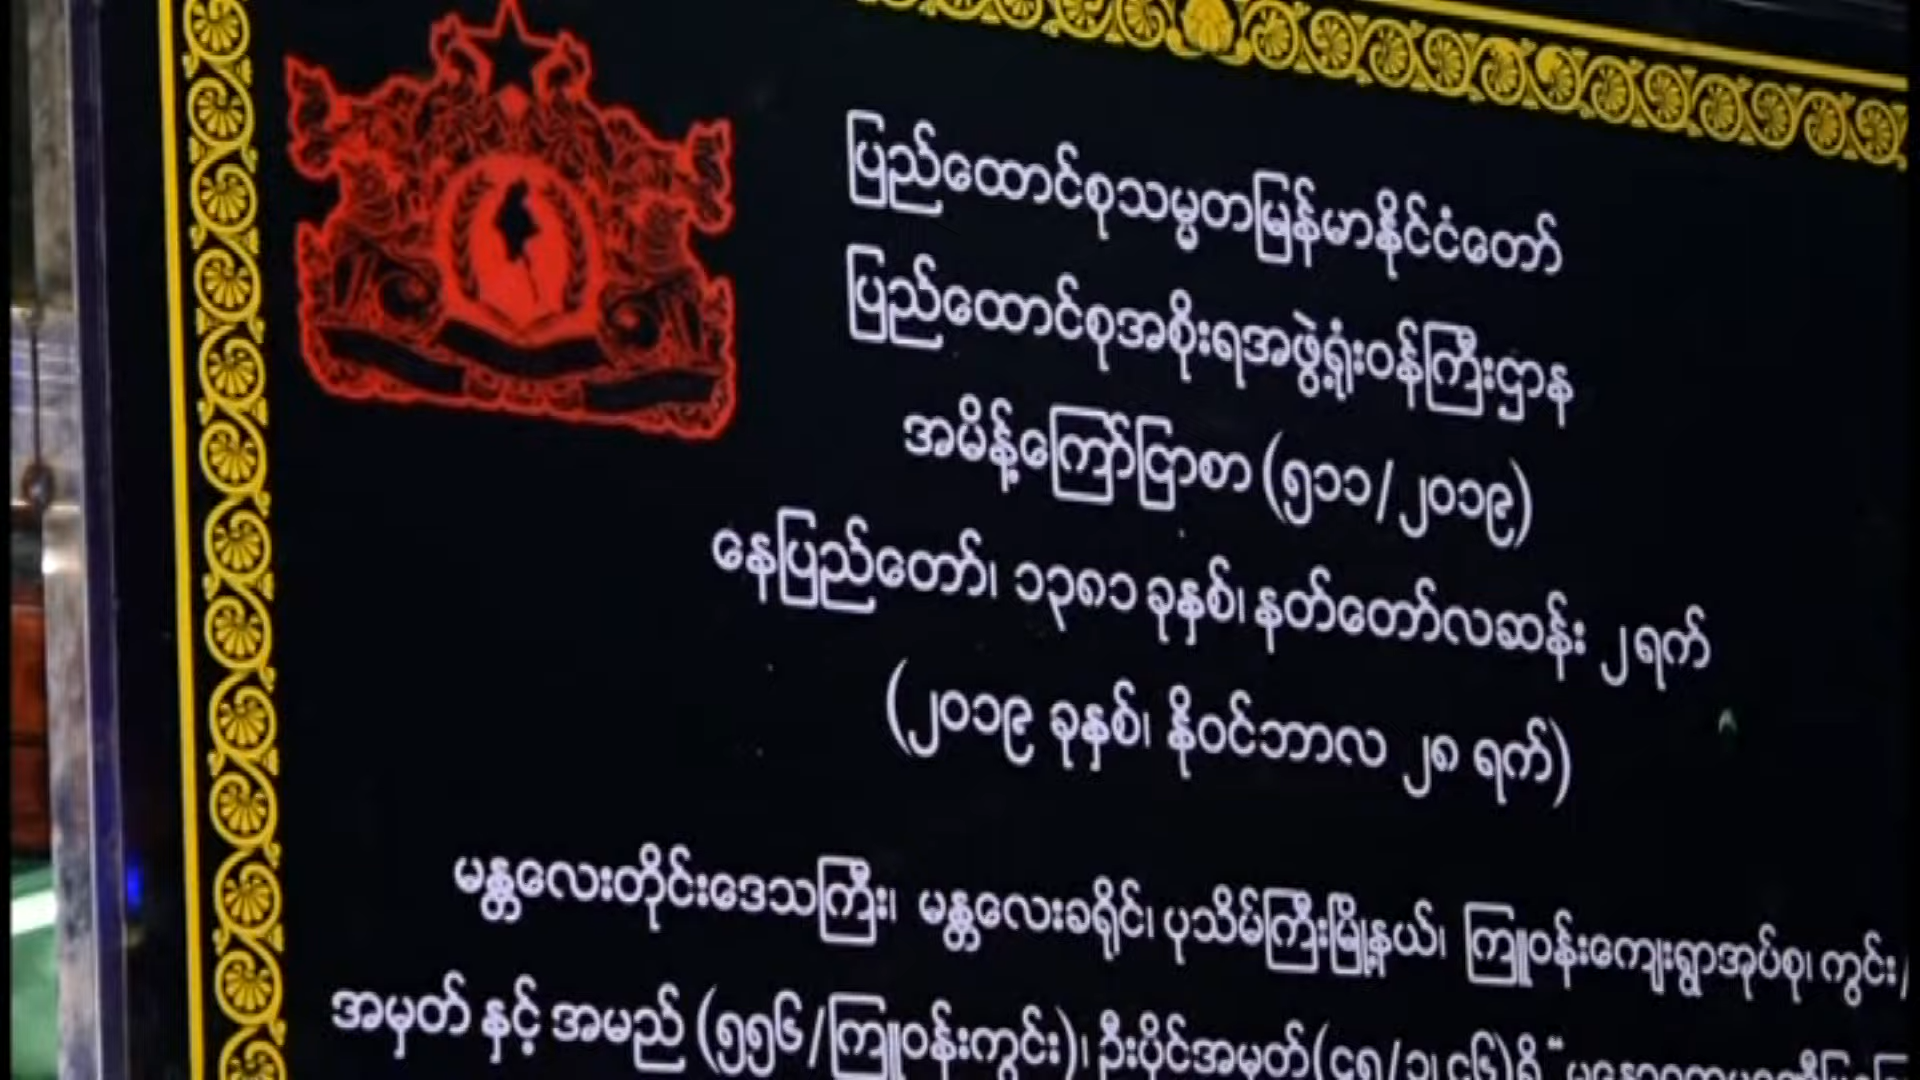 ပြည်ထောင်စုသမ္မတမြန်မာနိုင်ငံတော်
ပြည်ထောင်စုအစိုးရအဖွဲ့ရုံးဝန်ကြီးဌာန
အမိန့်ကြော်ငြာစာ (၅၁၁/၂၀၁၉)
နေပြည်တော်၊ ၁၃၈၁ ခုနှစ်၊ နတ်တော်လဆန်း ၂ရက်
(၂၀၁၉ ခုနှစ်၊ နိုဝင်ဘာလ ၂၈ ရက်)
မန္တလေးတိုင်းဒေသကြီး၊ မန္တလေးခရိုင်၊ ပုသိမ်ကြီးမြို့နယ်၊ ကြူဝန်းကျေးရွာအုပ်စု၊ ကွင်း/
အမှတ် နှင့် အမည် (၅၅၆/ကြူဝန်းကွင်း)၊ ဦးပိုင်အမှတ်